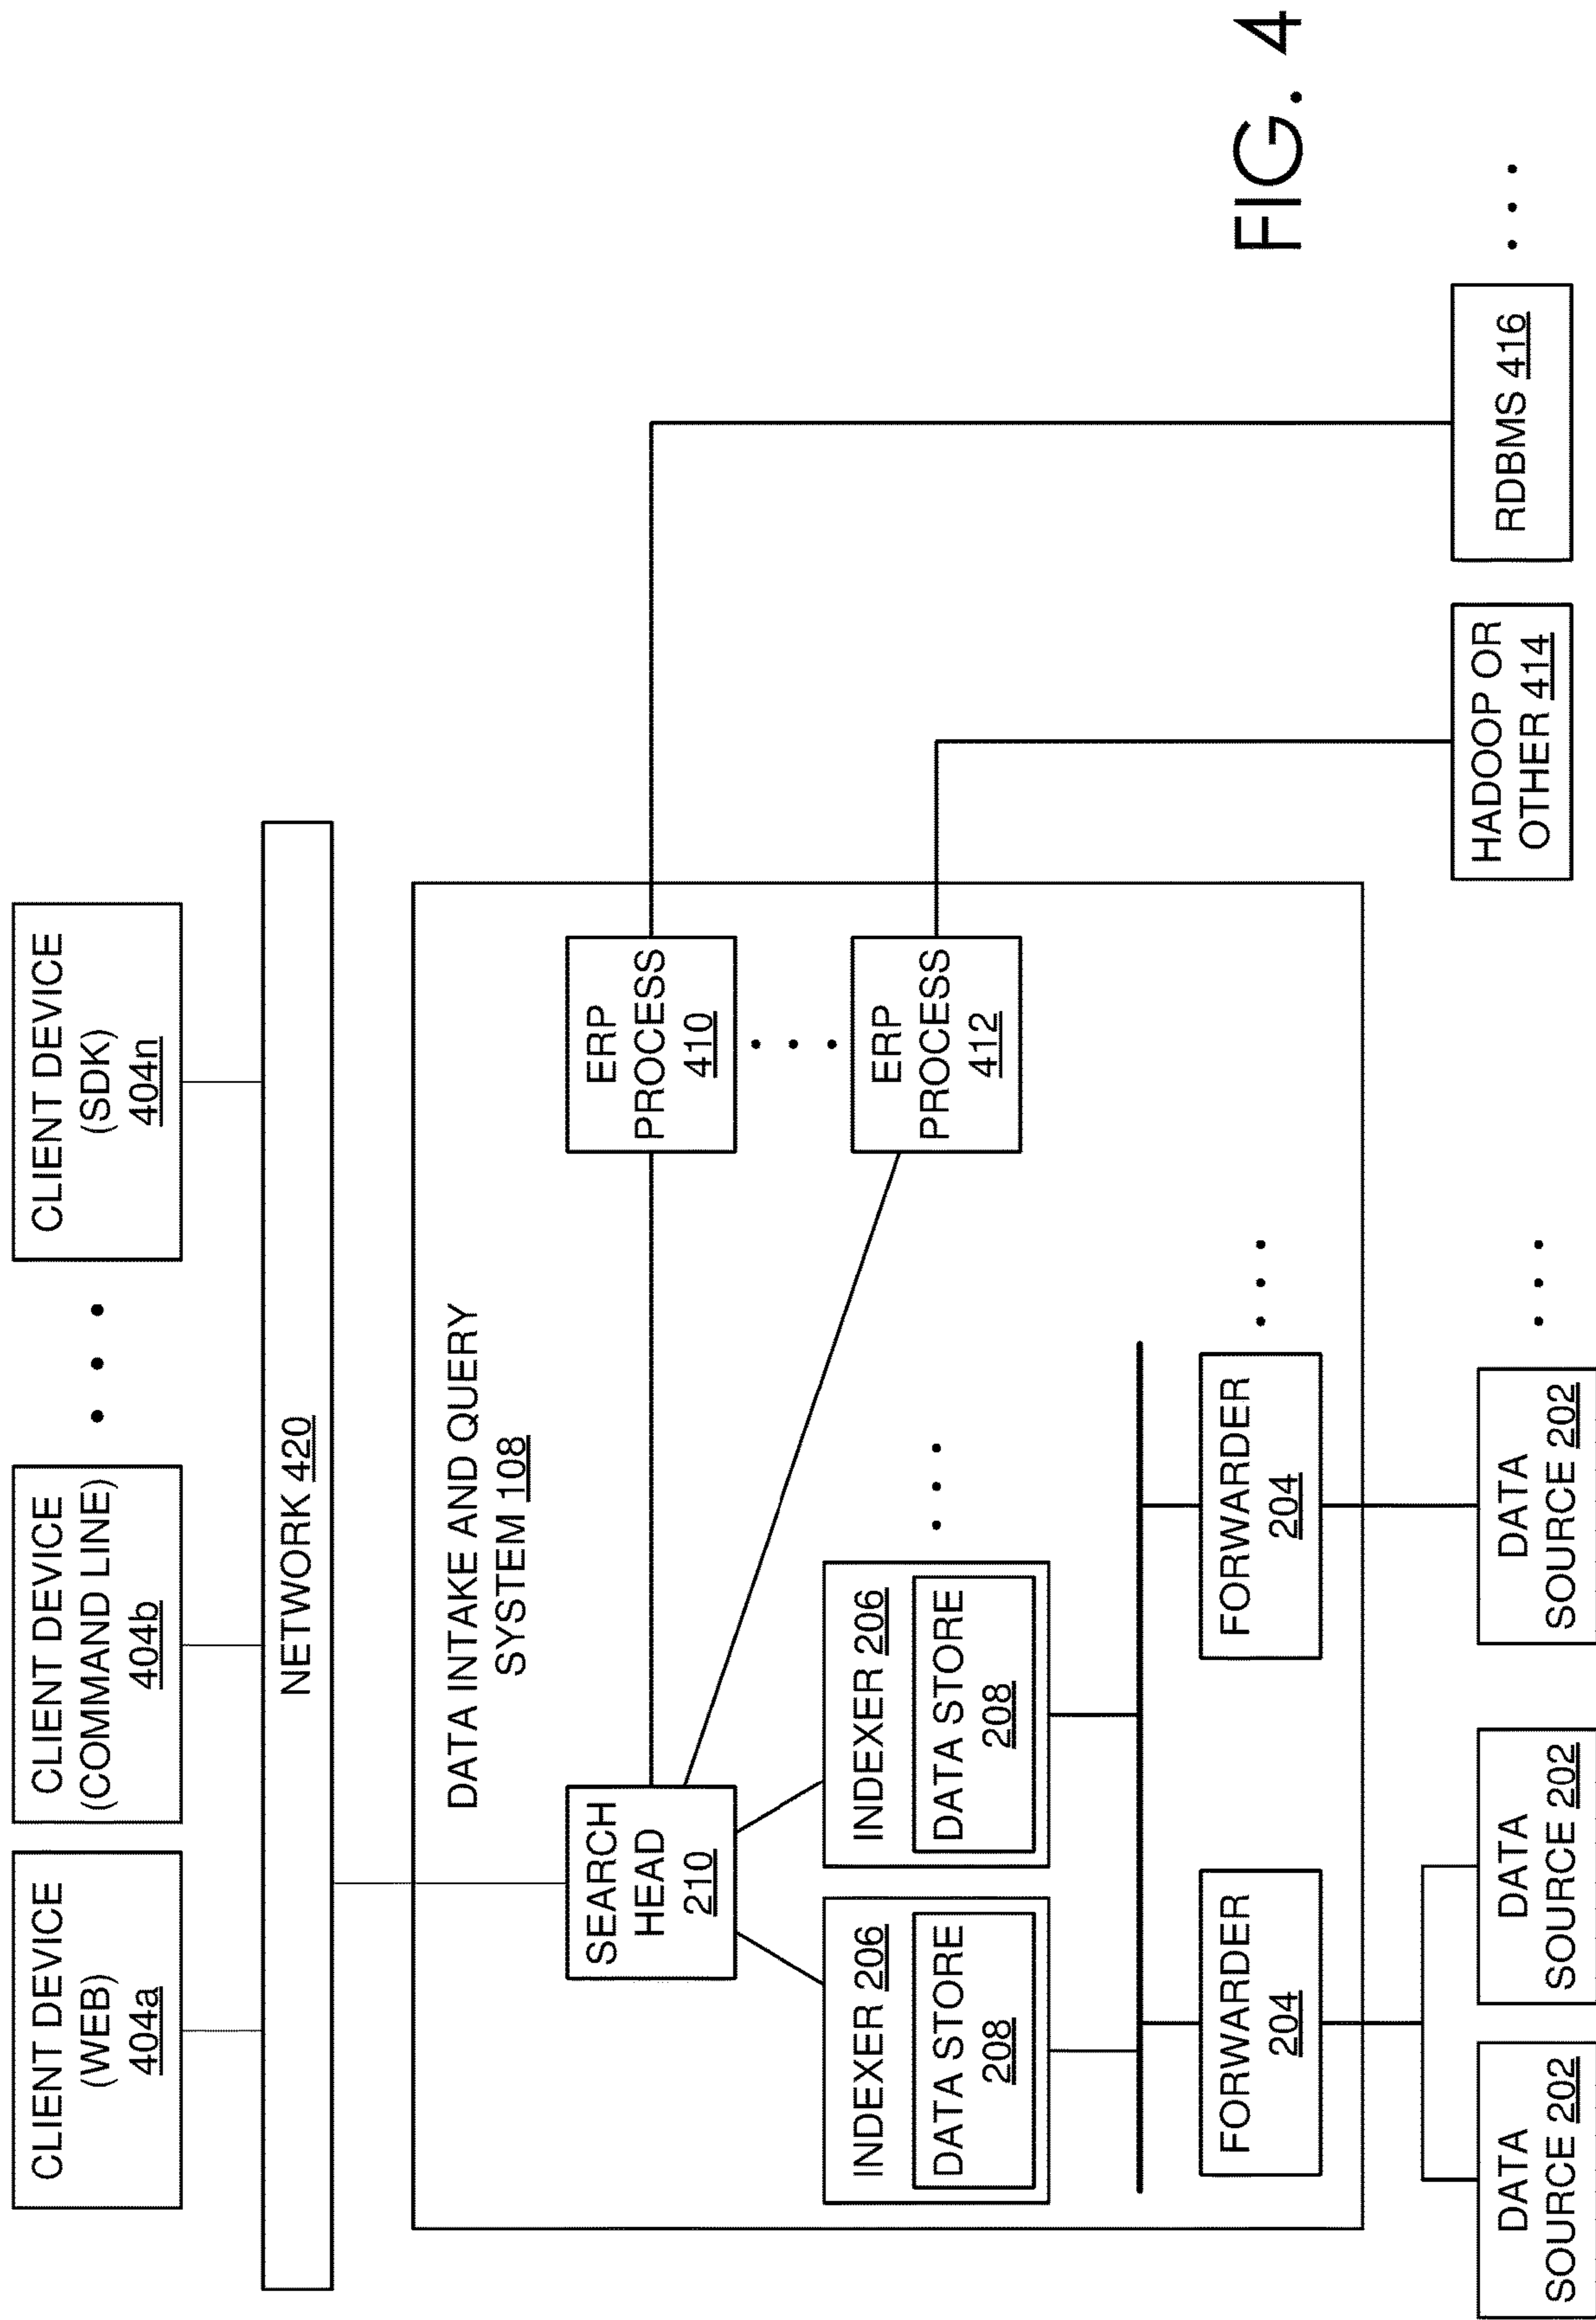 CLIENT DEVICE
(WEB)
404a
CLIENT DEVICE
(COMMAND LINE)
404b
CLIENT DEVICE
(SDK)
404n
NETWORK 420
DATA INTAKE AND QUERY
SYSTEM 108
SEARCH
HEAD
210
ERP
PROCESS
410
ERP
PROCESS
412
INDEXER 206
DATA STORE
208
INDEXER 206
DATA STORE
208
FORWARDER
204
FORWARDER
204
DATA
SOURCE 202
DATA
SOURCE 202
DATA
SOURCE 202
HADOOP OR
OTHER 414
RDBMS 416
FIG. 4